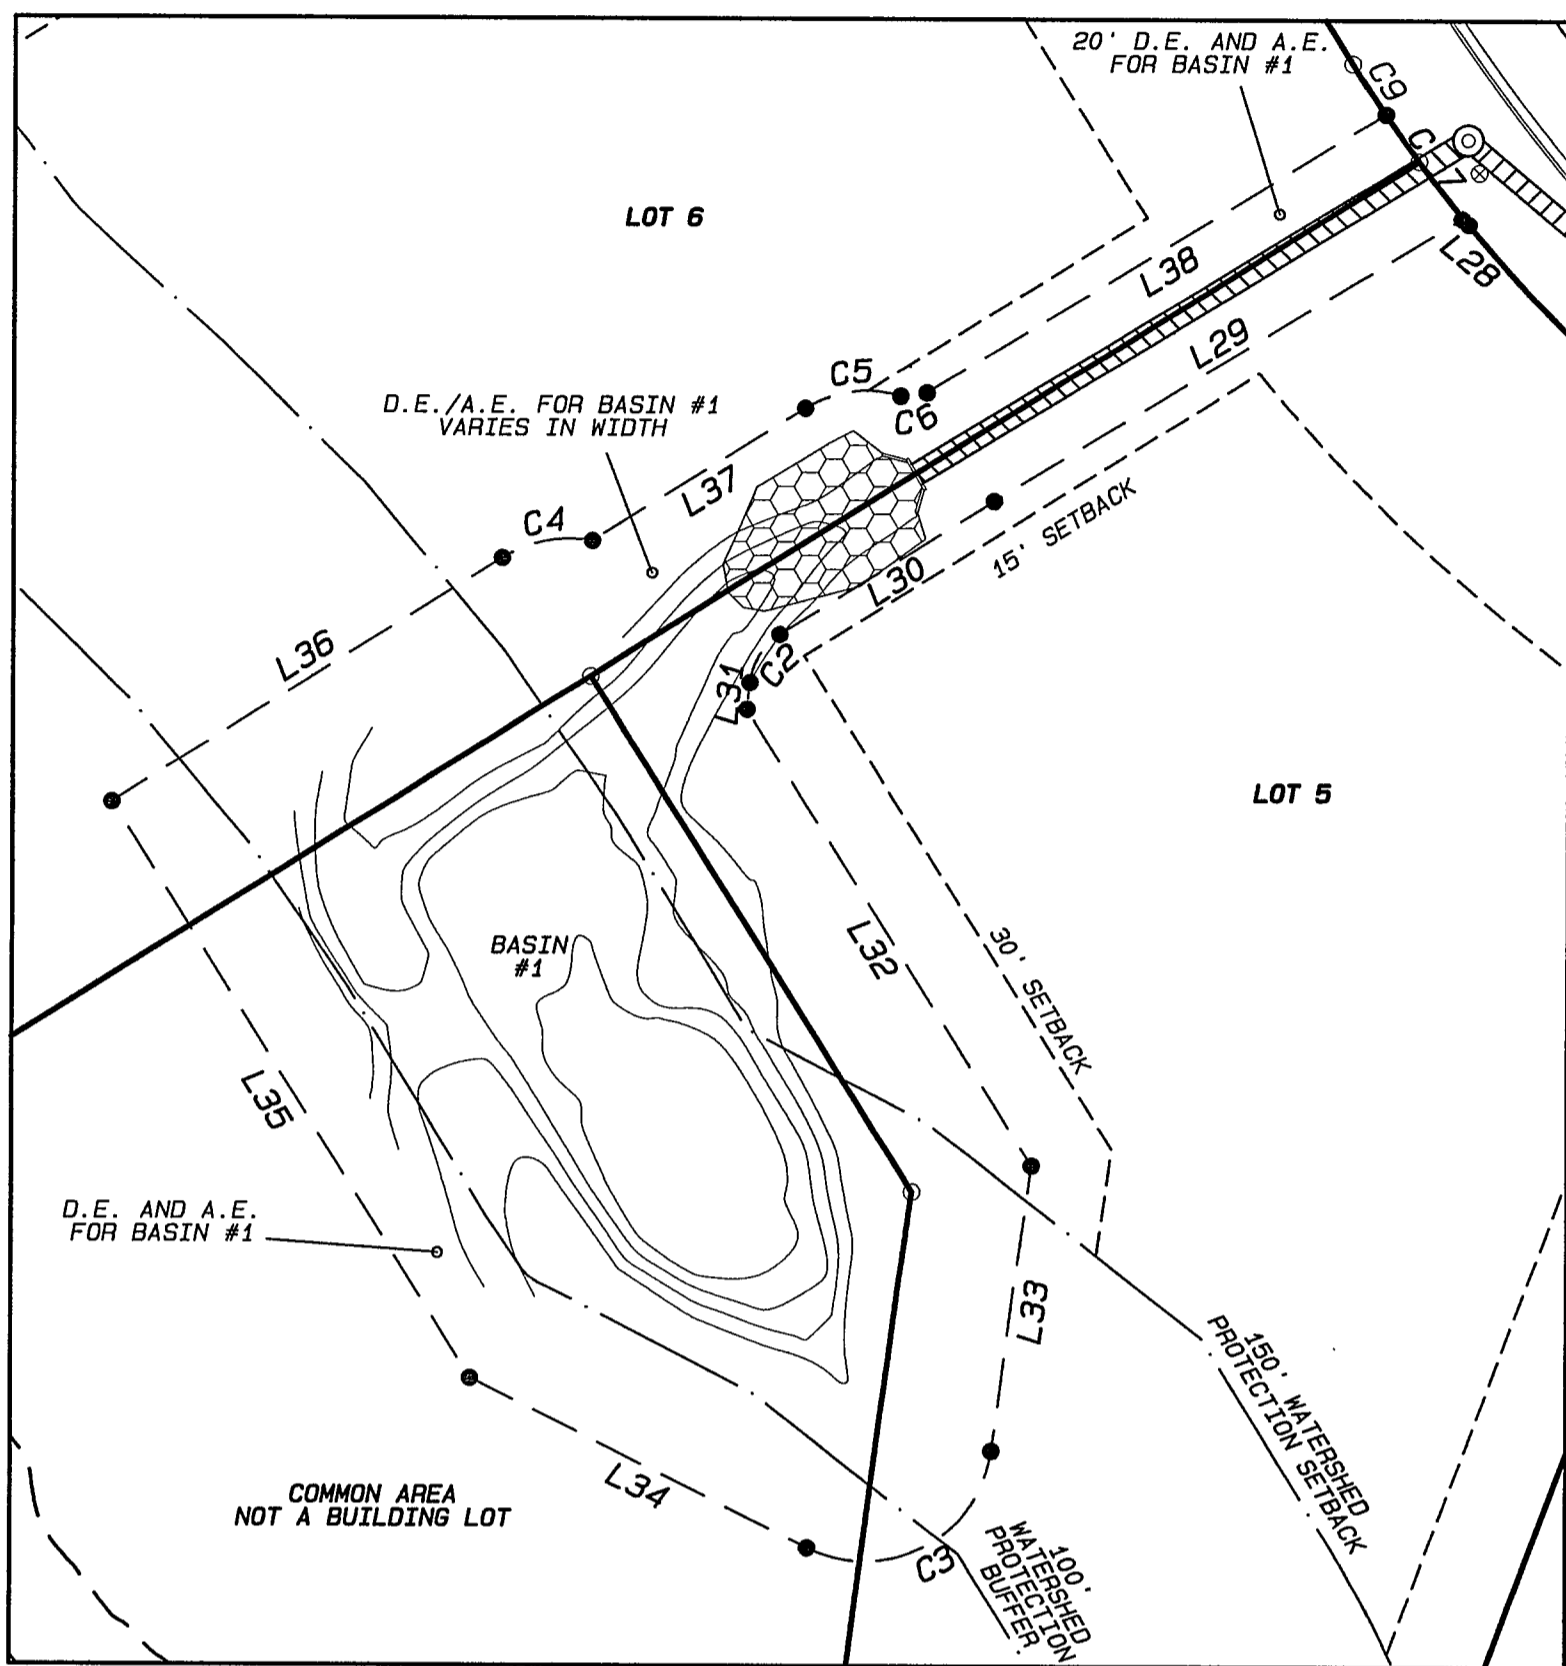 20' D.E. AND A.E.
FOR BASIN #1
C9
C7
LOT 6
L38
L28
L29
C5
C6
D.E./A.E. FOR BASIN #1
VARIES IN WIDTH
L37
C4
15' SETBACK
L30
L36
C2
L31
LOT 5
L32
BASIN
#1
30' SETBACK
L35
D.E. AND A.E.
FOR BASIN #1
L33
150' WATERSHED
PROTECTION SETBACK
L34
COMMON AREA
NOT A BUILDING LOT
C3
100'
WATERSHED
PROTECTION
BUFFER